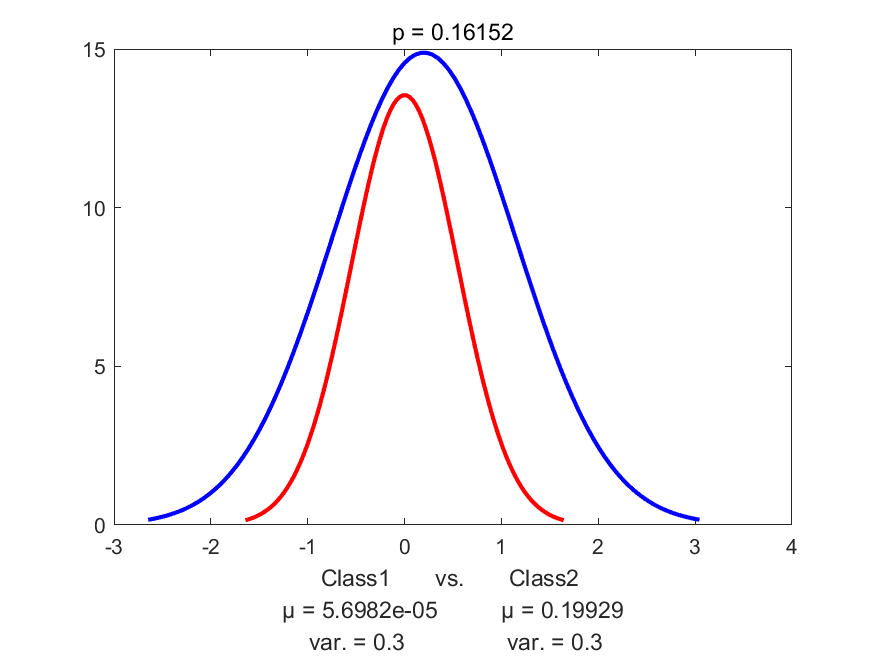 p = 0.16152
15
10
5
0
-3 -2 -1 0 1 2 3 4
Class1 vs. Class2
μ = 5.6982e-05 μ = 0.19929
var. = 0.3 var. = 0.3